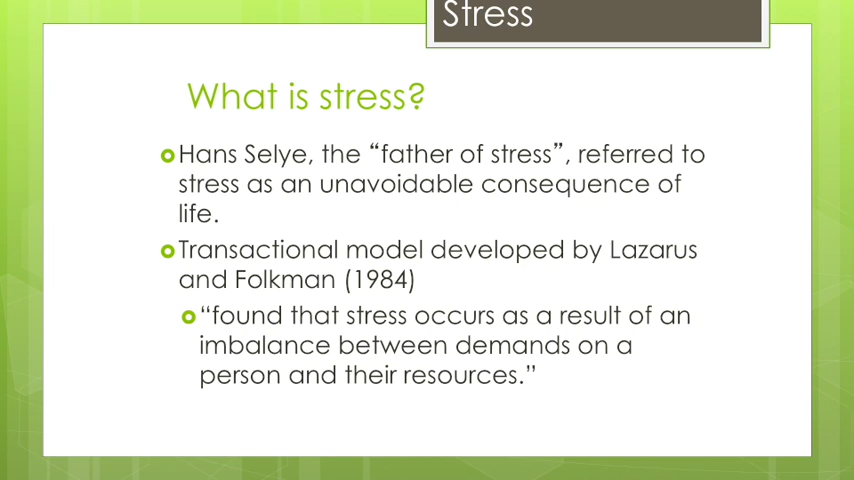 Stress
What is stress?
Hans Selye, the “father of stress”, referred to
stress as an unavoidable consequence of
life.
Transactional model developed by Lazarus
and Folkman (1984)
“found that stress occurs as a result of an
imbalance between demands on a
person and their resources.”